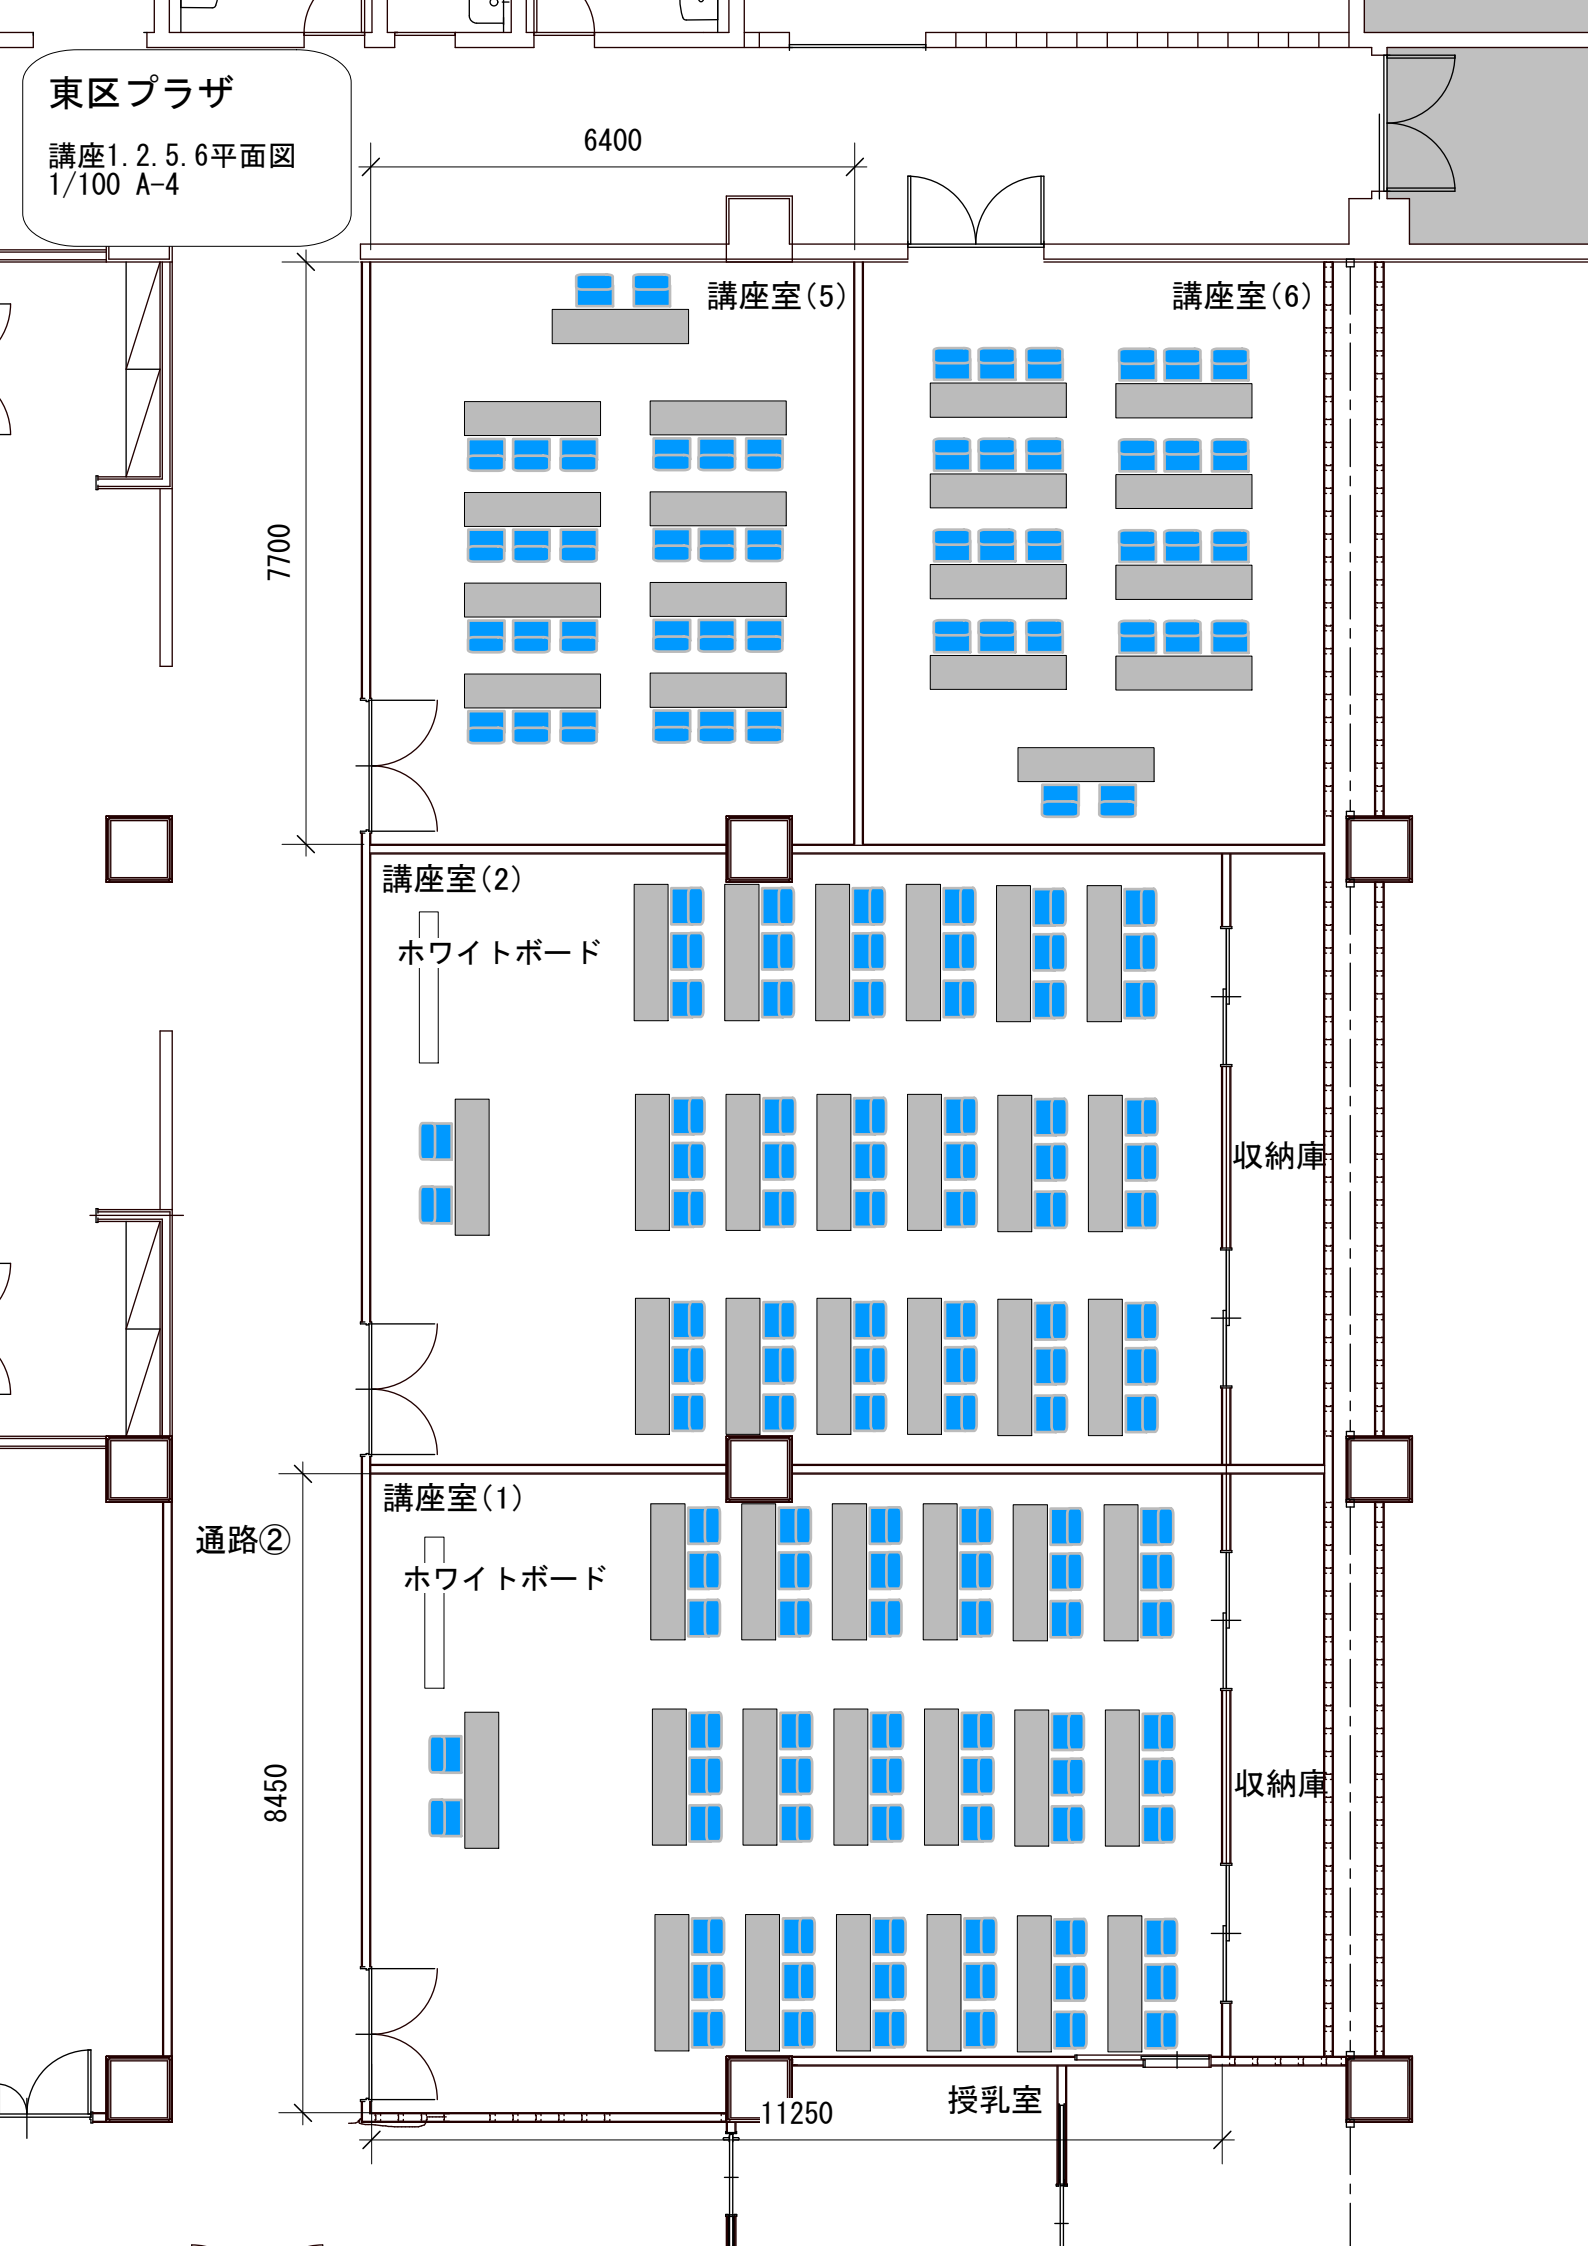 東区プラザ
講座1.2.5.6平面図
1/100 A-4
6400
講座室(5)
講座室(6)
7700
講座室(2)
ホワイトボード
収納庫
講座室(1)
通路②
ホワイトボード
収納庫
8450
授乳室
11250